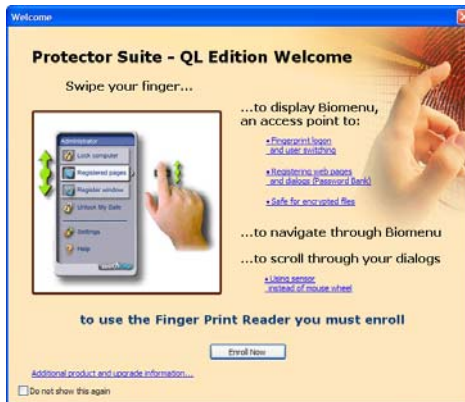 Welcome
Protector Suite - QL Edition Welcome
Swipe your finger...
Administrator
Lock computer
Registered pages
Register window
Unlock My Safe
Settings
Help
...to display Biomenu,
an access point to:
• Fingerprint logon
and user switching
• Registering web pages
and dialogs (Password Bank)
• Safe for encrypted files
...to navigate through Biomenu
...to scroll through your dialogs
• Using sensor
instead of mouse wheel
to use the Finger Print Reader you must enroll
Enroll Now
Additional product and upgrade information...
Do not show this again